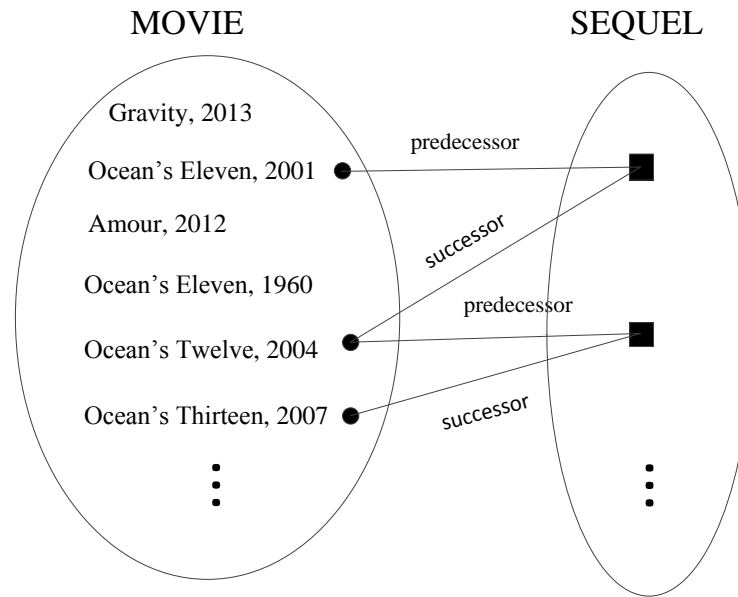 MOVIE
SEQUEL
Gravity, 2013
predecessor
Ocean’s Eleven, 2001
Amour, 2012
successor
Ocean’s Eleven, 1960
predecessor
Ocean’s Twelve, 2004
Ocean’s Thirteen, 2007
successor